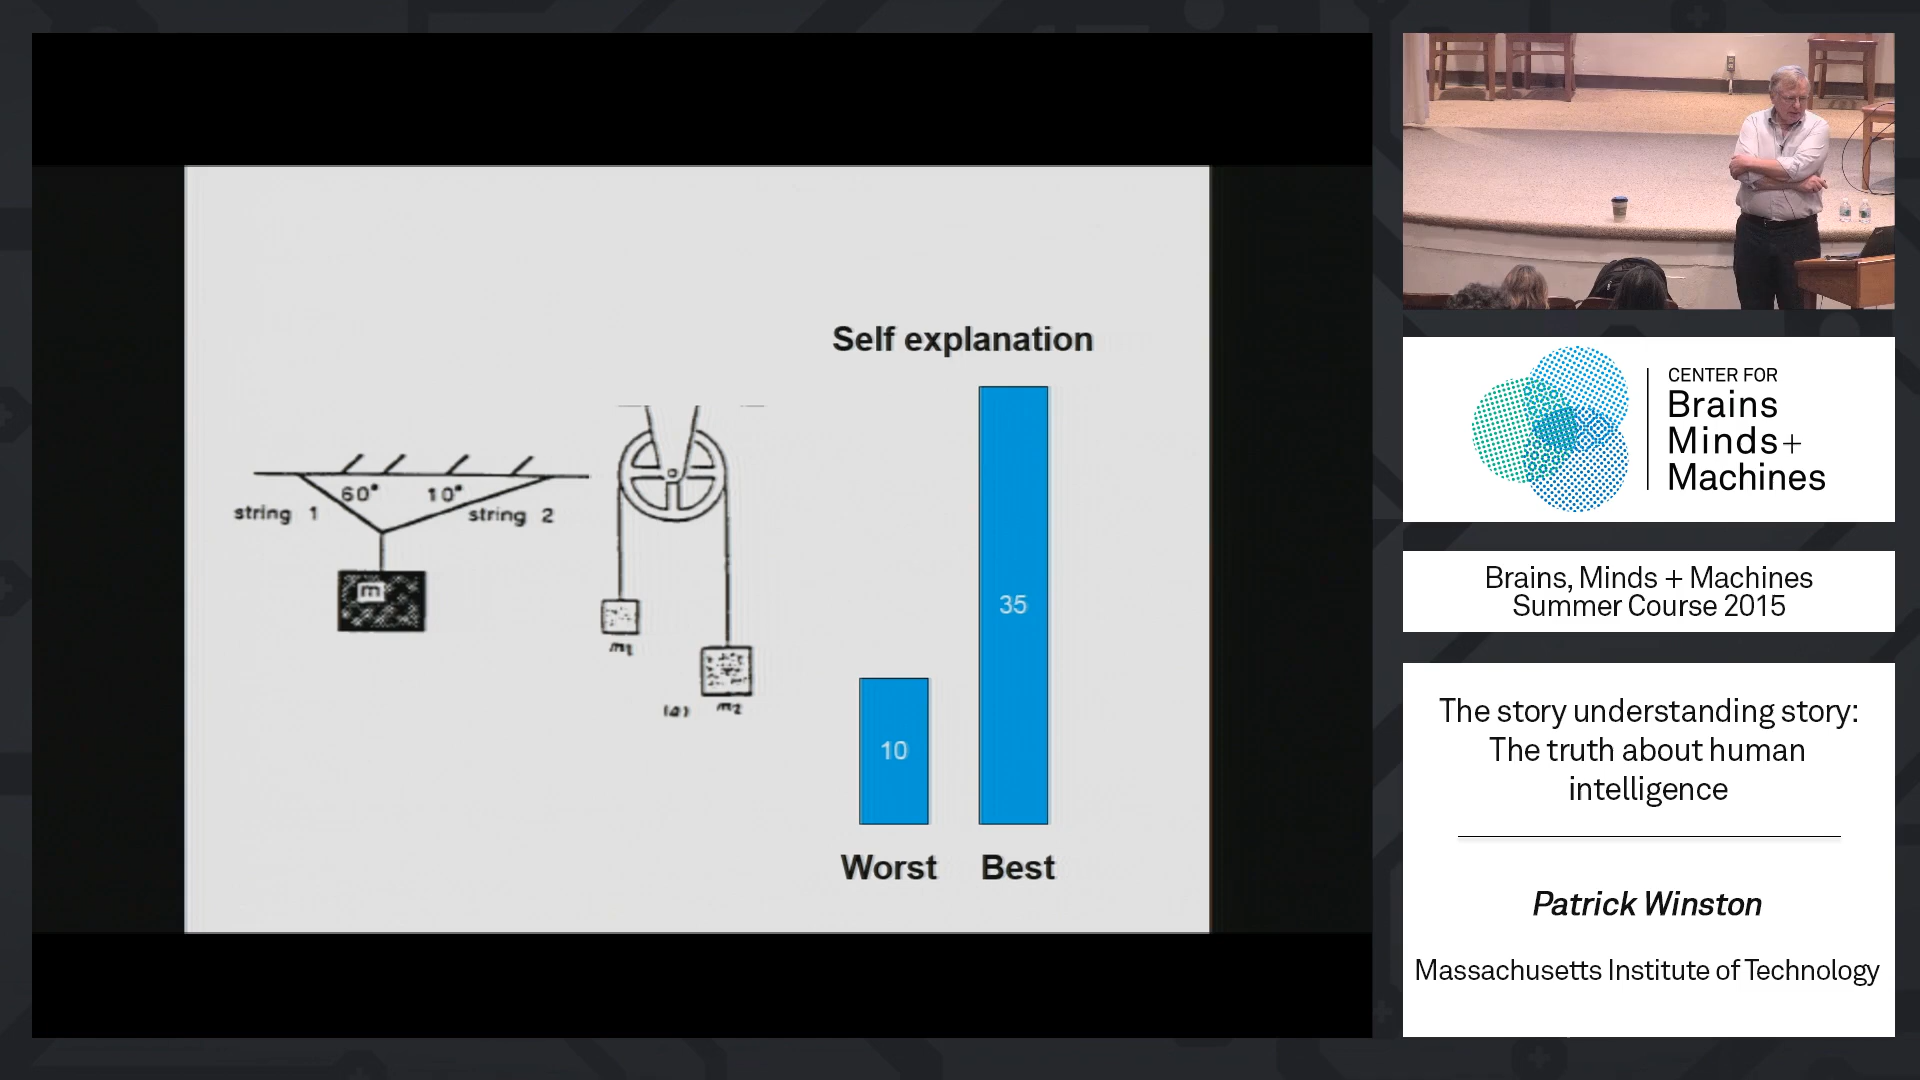 Self explanation
60° 10°
string 1
string 2
m
m1
(a) m2
35
10
Worst Best
CENTER FOR
Brains
Minds+
Machines
Brains, Minds + Machines
Summer Course 2015
The story understanding story:
The truth about human
intelligence
Patrick Winston
Massachusetts Institute of Technology